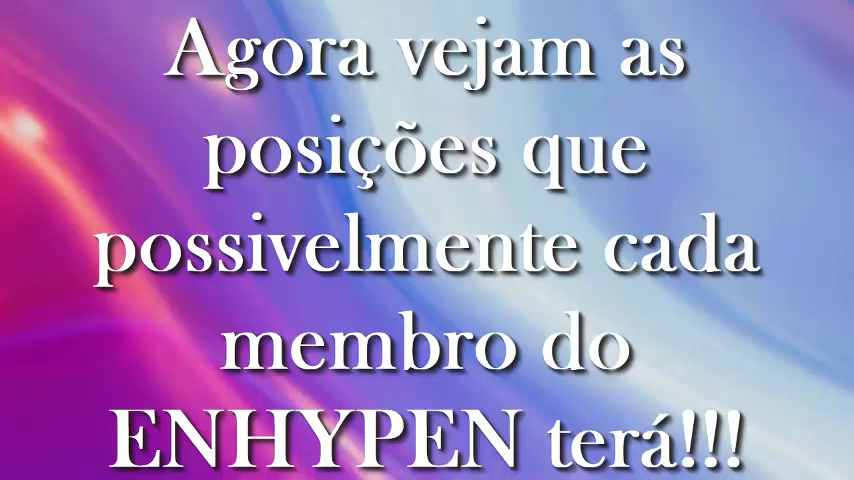 Agora vejam as
posições que
possivelmente cada
membro do
ENHYPEN terá!!!